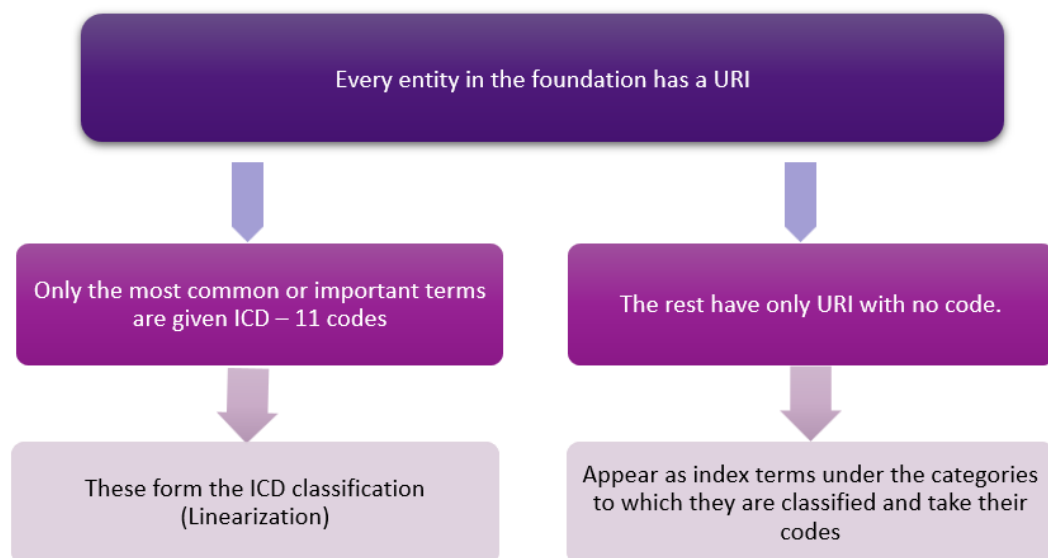 Every entity in the foundation has a URI
Only the most common or important terms
are given ICD – 11 codes
The rest have only URI with no code.
These form the ICD classification
(Linearization)
Appear as index terms under the categories
to which they are classified and take their
codes